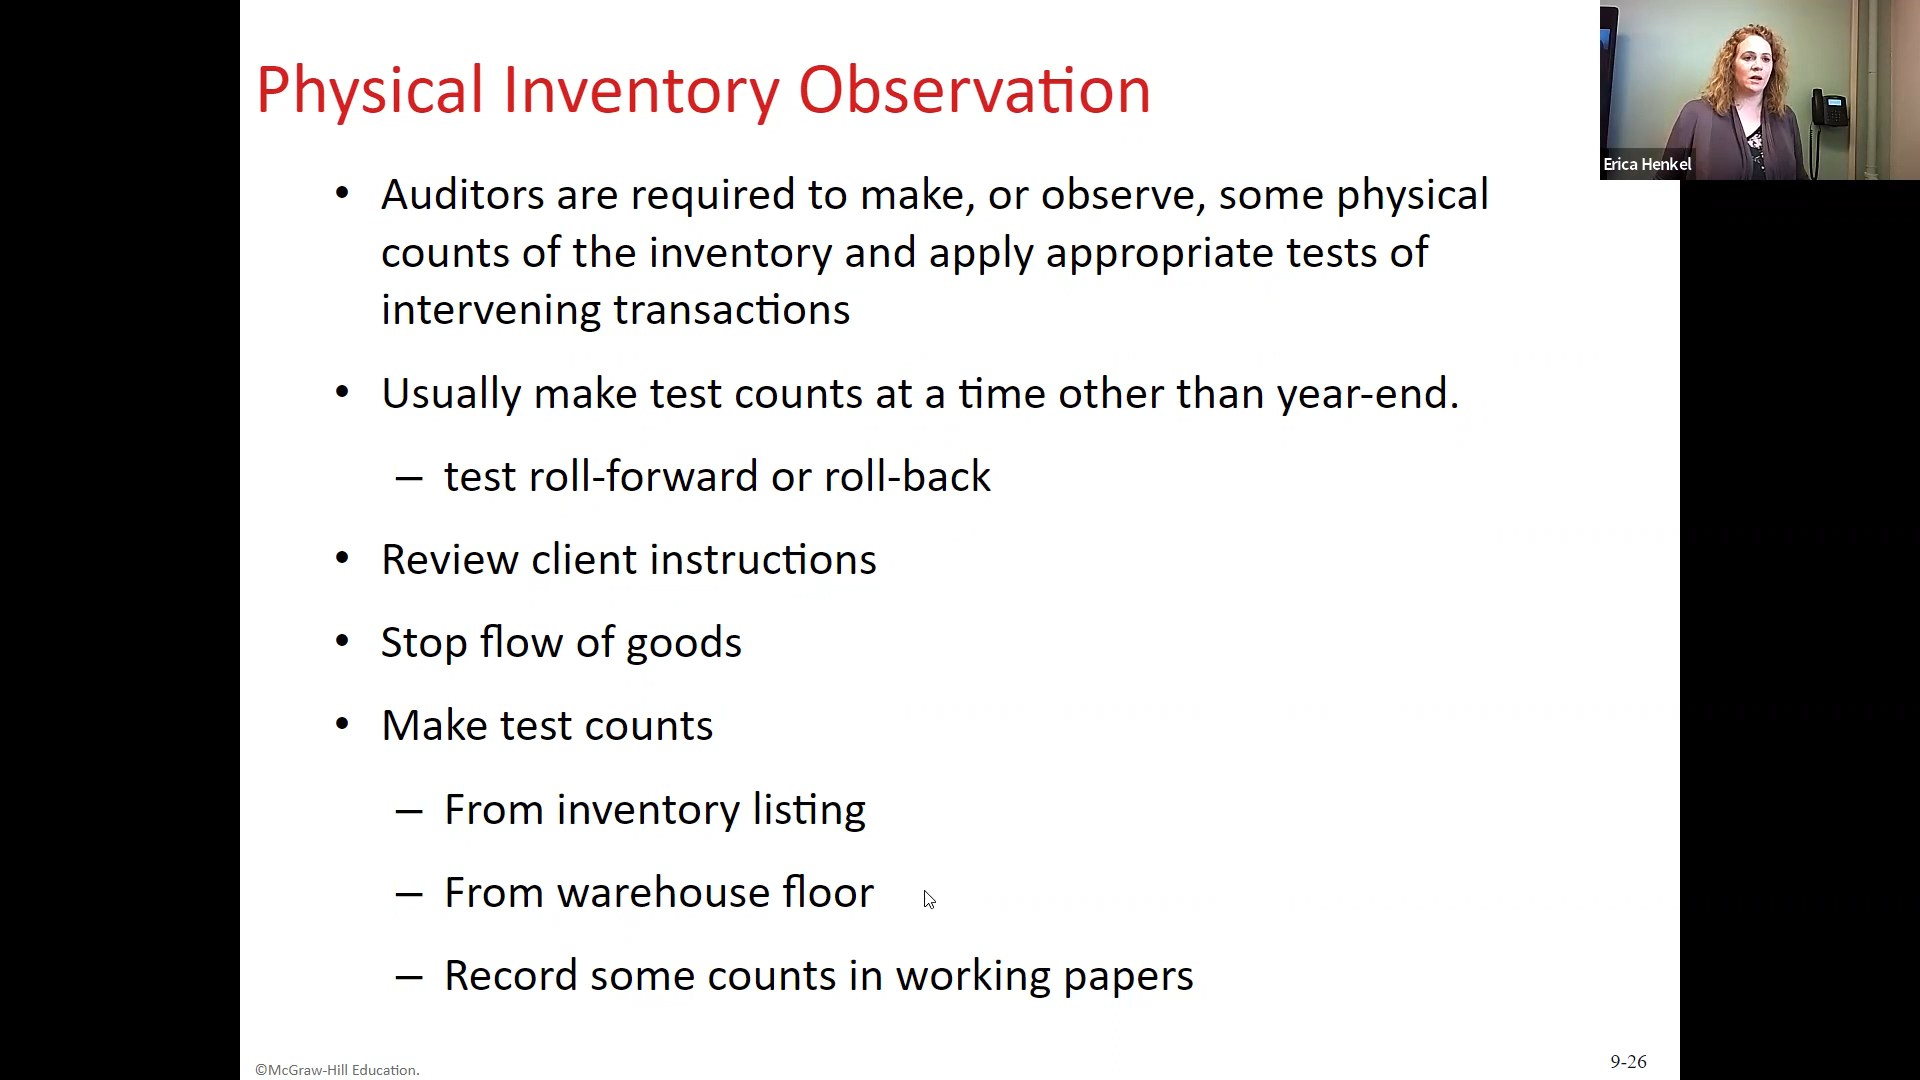 Physical Inventory Observation
Erica Henkel
• Auditors are required to make, or observe, some physical
counts of the inventory and apply appropriate tests of
intervening transactions
• Usually make test counts at a time other than year-end.
– test roll-forward or roll-back
• Review client instructions
• Stop flow of goods
• Make test counts
– From inventory listing
– From warehouse floor
– Record some counts in working papers
©McGraw-Hill Education.
9-26